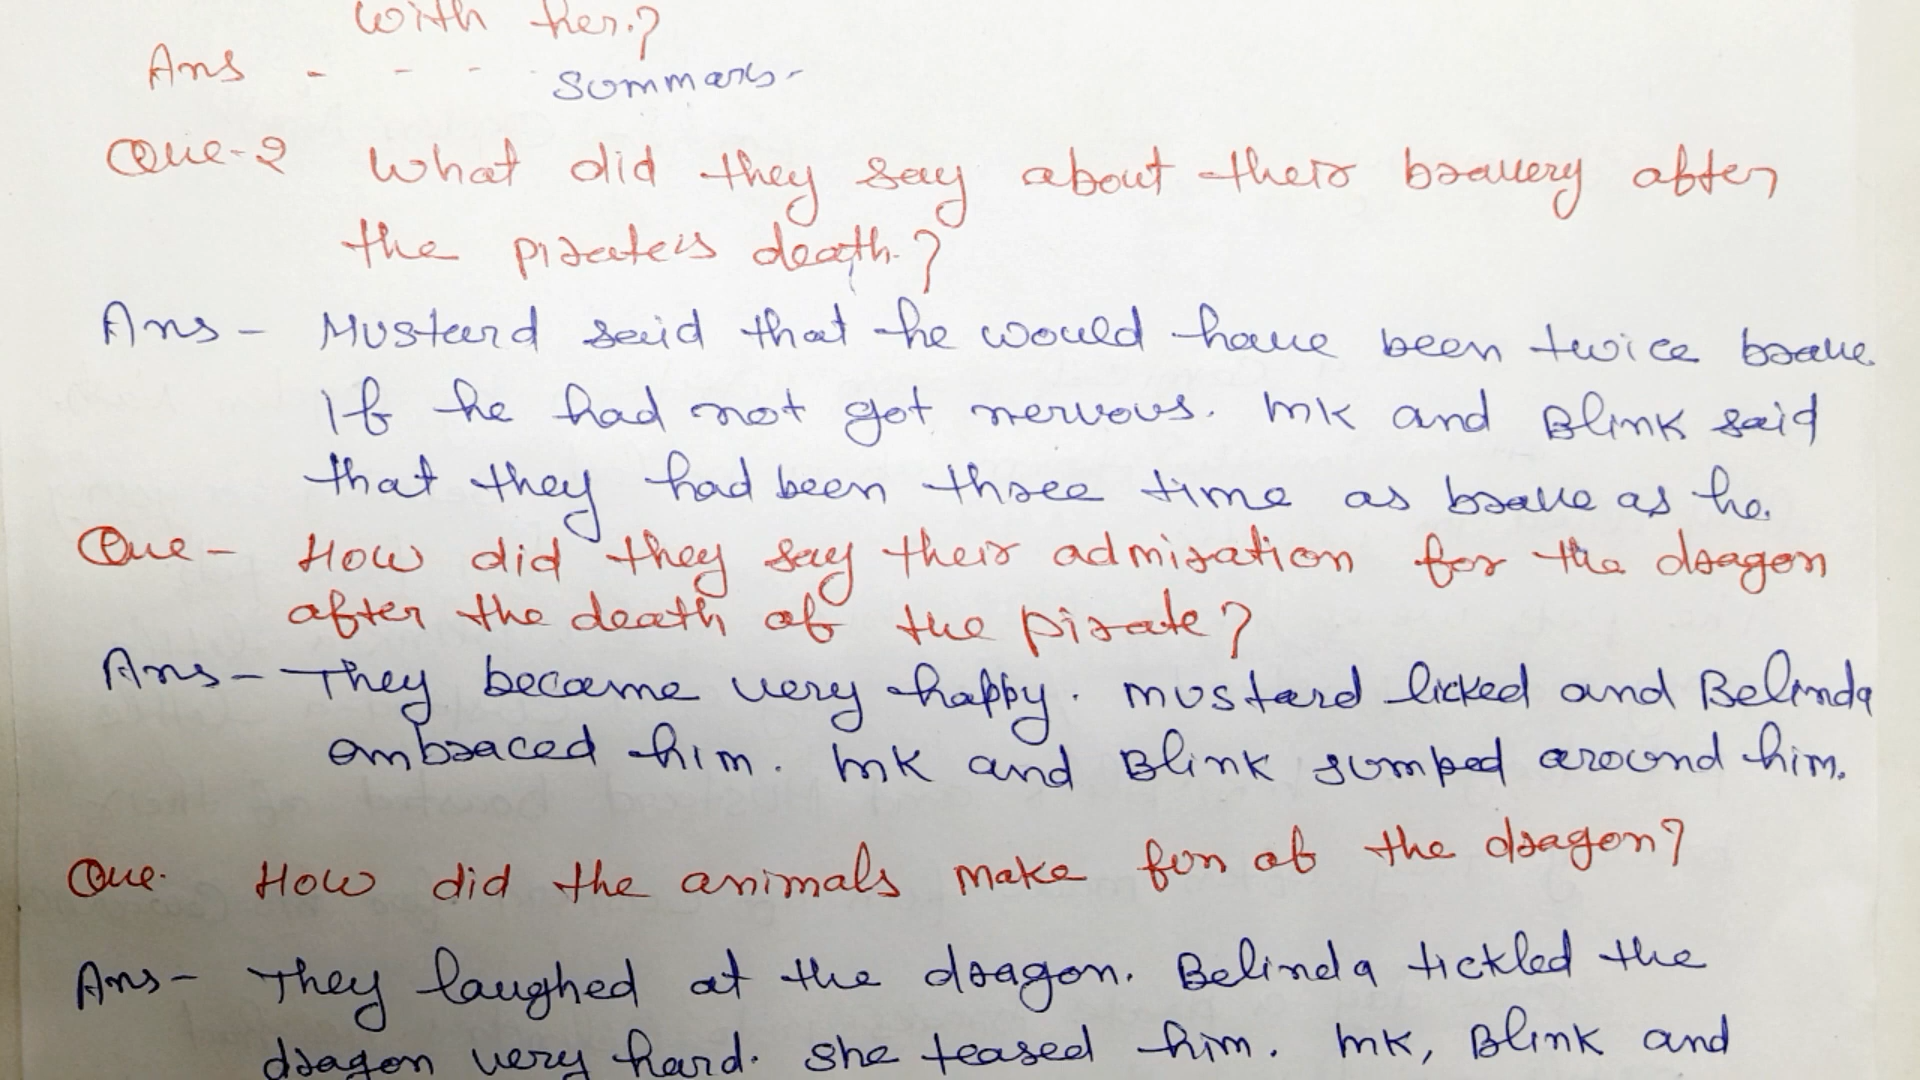 with her.?
Ans - - - Summary-
Que-2 What did they say about their bravery after
the pirate's death.?
Ans - Mustard said that he would have been twice brave
If he had not got nervous. Ink and Blink said
that they had been three time as brave as he.
Que - How did they say their admiration for the dragon
after the death of the pirate?
Ans - They became very happy. Mustard licked and Belinda
embraced him. Ink and Blink jumped around him.
Que. How did the animals make fun of the dragon?
Ans - They laughed at the dragon. Belinda tickled the
dragon very hard. She teased him. Ink, Blink and